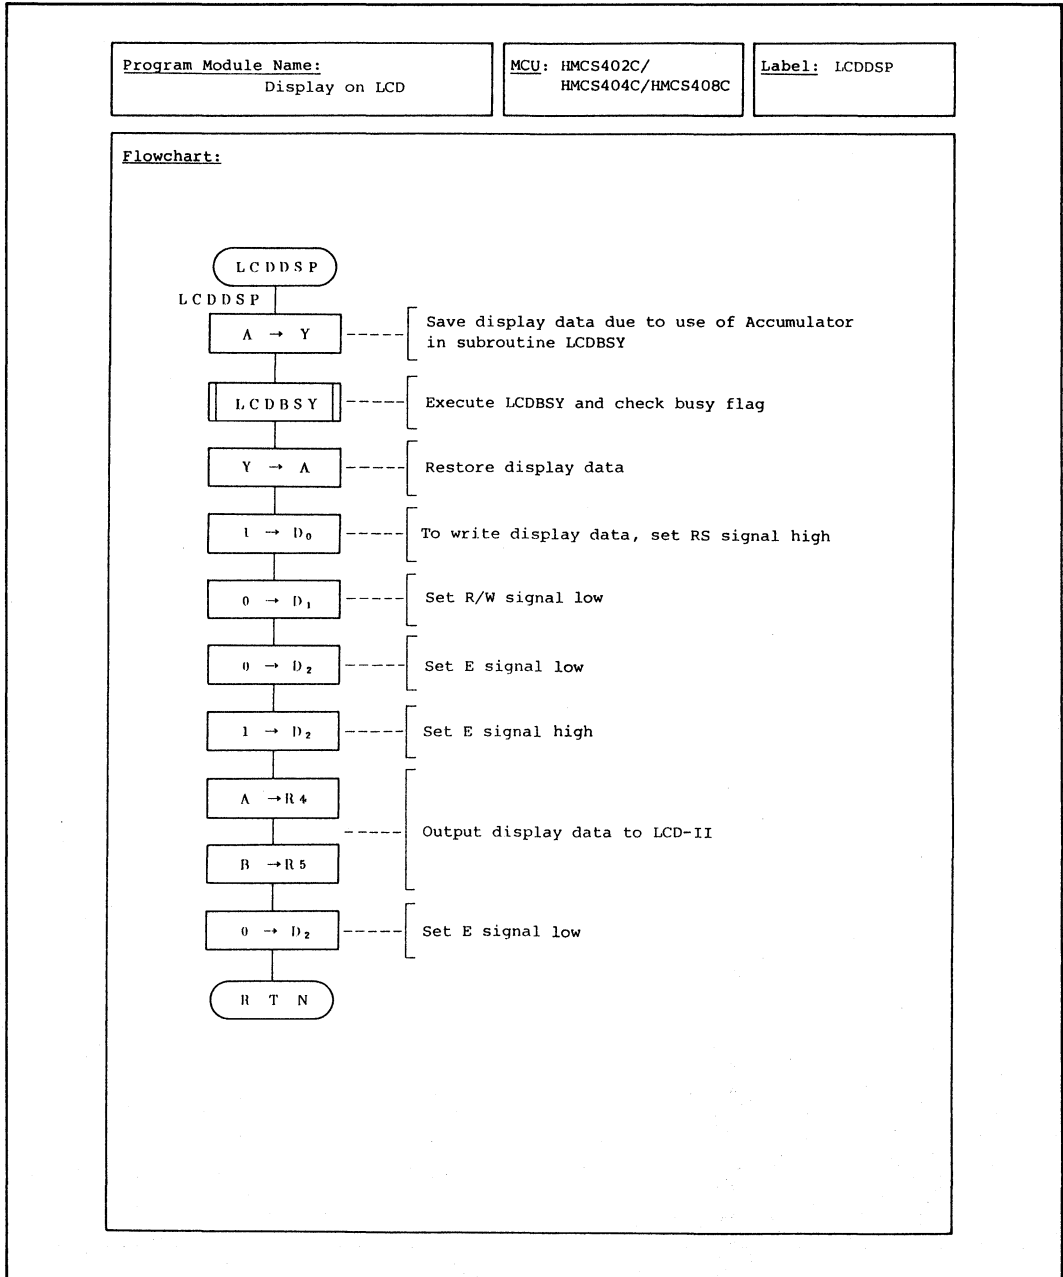 Program Module Name:
Display on LCD
MCU: HMCS402C/
HMCS404C/HMCS408C
Label: LCDDSP
Flowchart:
LCDDSP
LCDDSP
A → Y
Save display data due to use of Accumulator
in subroutine LCDBSY
LCDBSY
Execute LCDBSY and check busy flag
Y → A
Restore display data
1 → D₀
To write display data, set RS signal high
0 → D₁
Set R/W signal low
0 → D₂
Set E signal low
1 → D₂
Set E signal high
A → R4
Output display data to LCD-II
B → R5
0 → D₂
Set E signal low
RTN